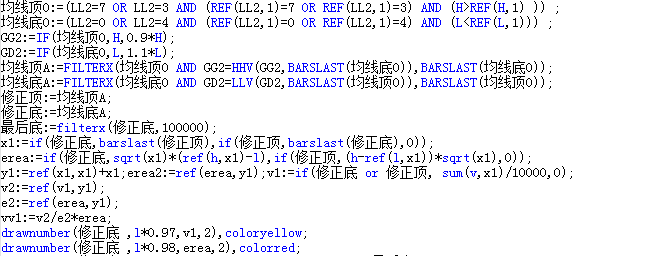 均线顶0:=(LL2=7 OR LL2=3 AND (REF(LL2,1)=7 OR REF(LL2,1)=3) AND (H>REF(H,1) )) ;
均线底0:=(LL2=0 OR LL2=4 AND (REF(LL2,1)=0 OR REF(LL2,1)=4) AND (L<REF(L,1))) ;
GG2:=IF(均线顶0,H,0.9*H);
GD2:=IF(均线底0,L,1.1*L);
均线顶A:=FILTERX(均线顶0 AND GG2=HHV(GG2,BARSLAST(均线底0)),BARSLAST(均线底0));
均线底A:=FILTERX(均线底0 AND GD2=LLV(GD2,BARSLAST(均线顶0)),BARSLAST(均线顶0));
修正顶:=均线顶A;
修正底:=均线底A;
最后底:=filterx(修正底,100000);
x1:=if(修正底,barslast(修正顶),if(修正顶,barslast(修正底),0));
erea:=if(修正底,sqrt(x1)*(ref(h,x1)-l),if(修正顶,(h-ref(l,x1))*sqrt(x1),0));
y1:=ref(x1,x1)+x1;erea2:=ref(erea,y1);v1:=if(修正底 or 修正顶, sum(v,x1)/10000,0);
v2:=ref(v1,y1);
e2:=ref(erea,y1);
vv1:=v2/e2*erea;
drawnumber(修正底 ,l*0.97,v1,2),coloryellow;
drawnumber(修正底 ,l*0.98,erea,2),colorred;